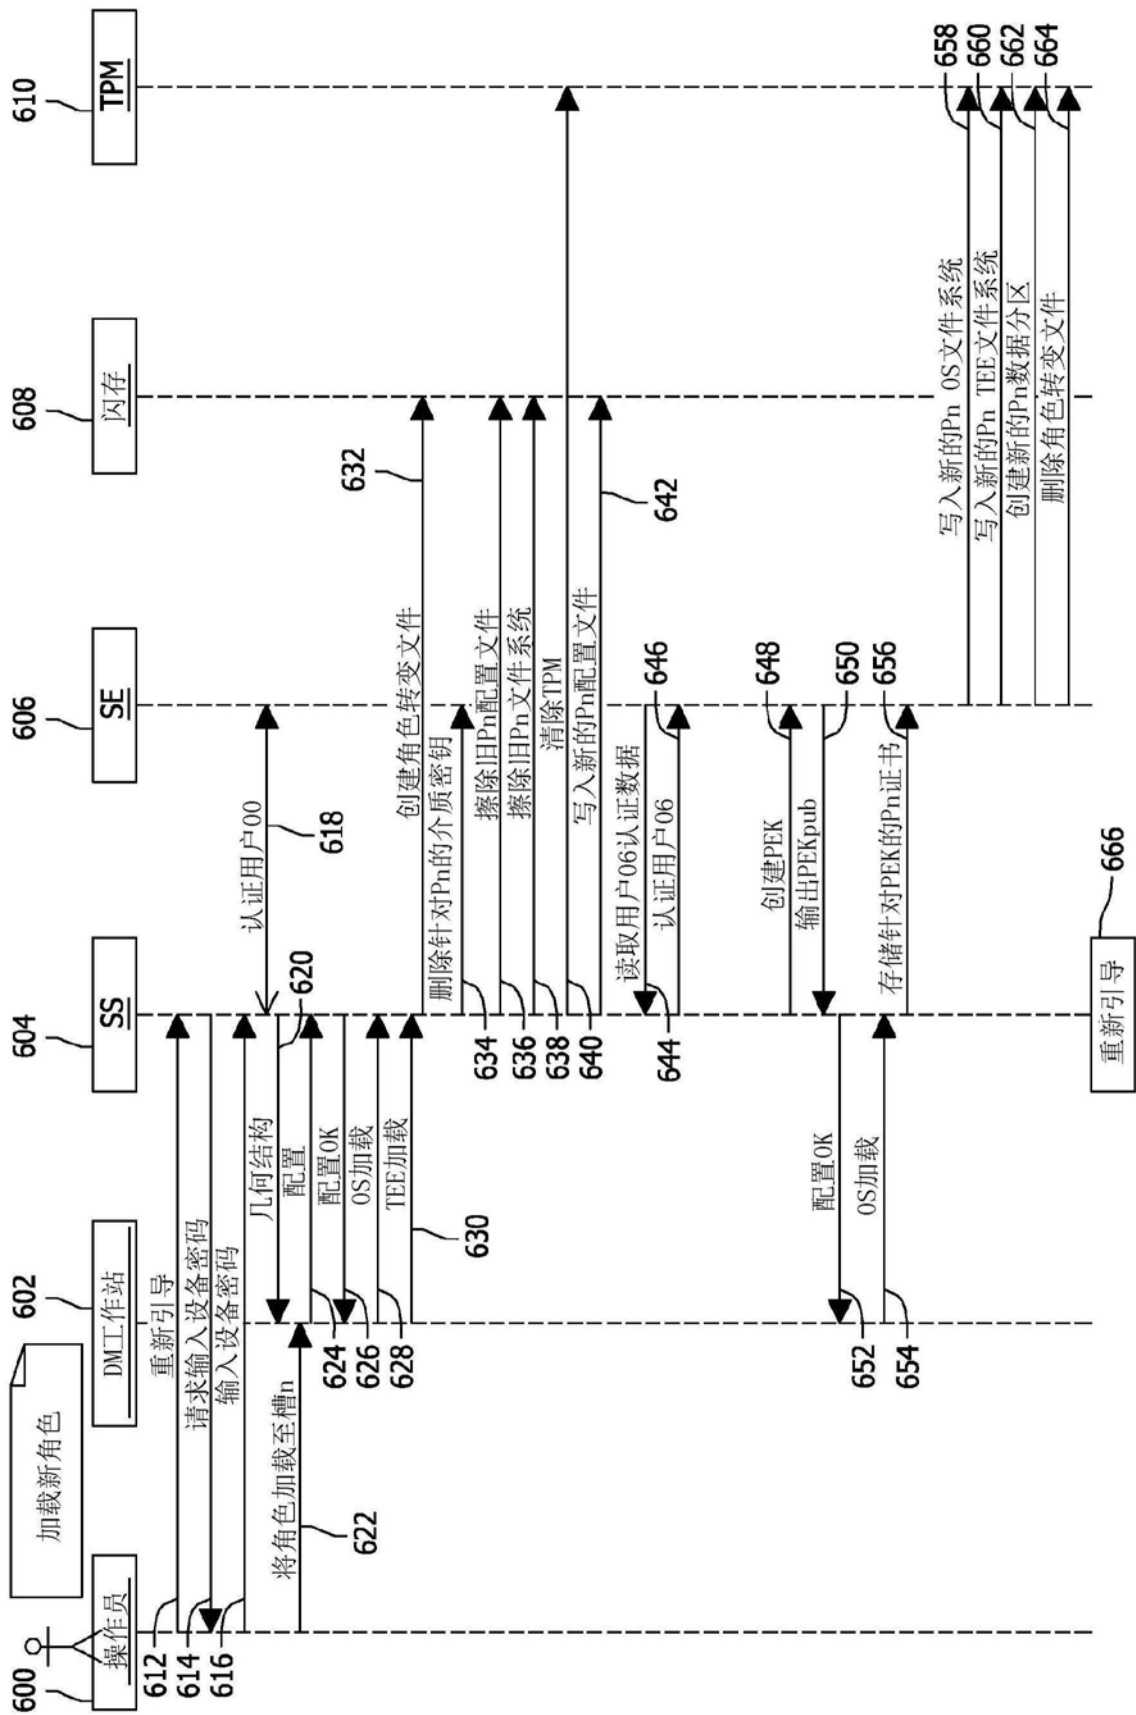 加载新角色
600
操作员
602
DM工作站
604
SS
606
SE
608
闪存
610
TPM
612
重新引导
614
请求输入设备密码
616
输入设备密码
认证用户00
618
几何结构
620
将角色加载至槽n
622
配置
624
配置OK
626
OS加载
628
TEE加载
630
创建角色转变文件
632
删除针对Pn的介质密钥
634
擦除旧Pn配置文件
636
擦除旧Pn文件系统
638
清除TPM
640
写入新的Pn配置文件
642
读取用户06认证数据
644
认证用户06
646
创建PEK
648
输出PEKpub
650
配置OK
652
OS加载
654
存储针对PEK的Pn证书
656
写入新的Pn OS文件系统
658
写入新的Pn TEE文件系统
660
创建新的Pn数据分区
662
删除角色转变文件
664
重新引导
666